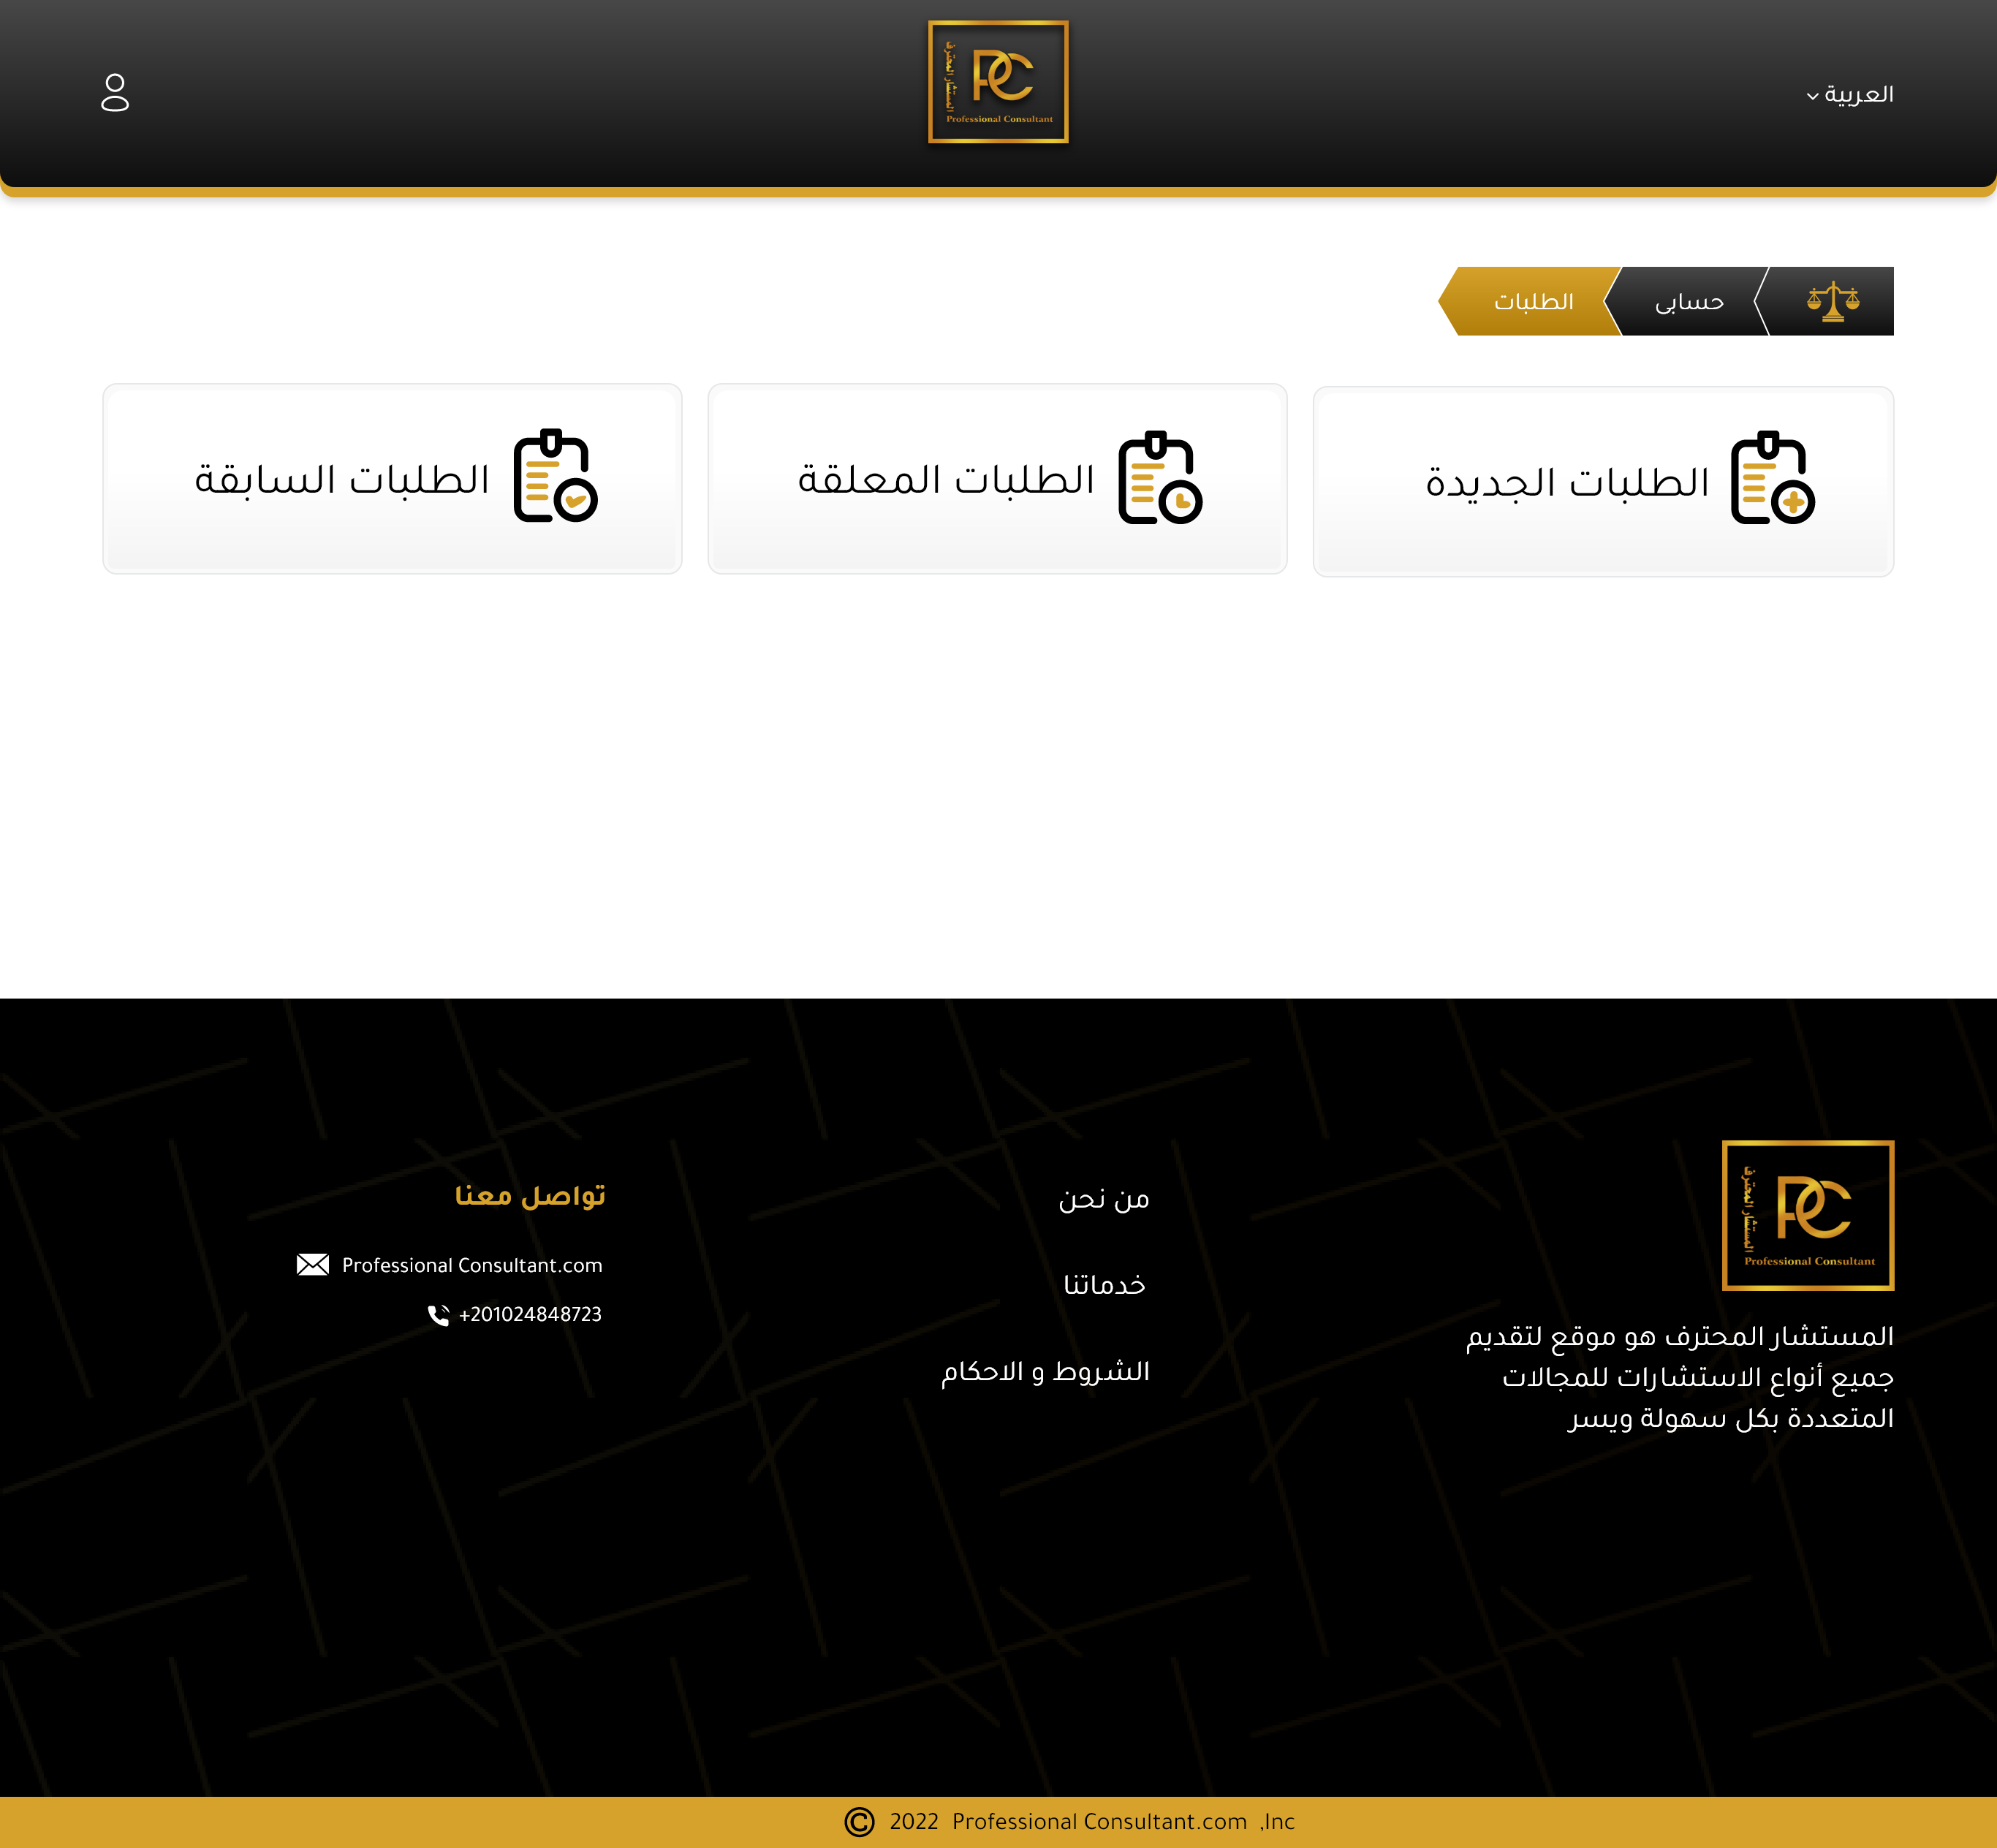 العربية
المستشار المحترف
PC
Professional Consultant
حسابى
الطلبات
الطلبات الجديدة
الطلبات المعلقة
الطلبات السابقة
المستشار المحترف
PC
Professional Consultant
المستشار المحترف هو موقع لتقديم
جميع أنواع الاستشارات للمجالات
المتعددة بكل سهولة ويسر
من نحن
خدماتنا
الشروط و الاحكام
تواصل معنا
Professional Consultant.com
+201024848723
© 2022 Professional Consultant.com ,Inc